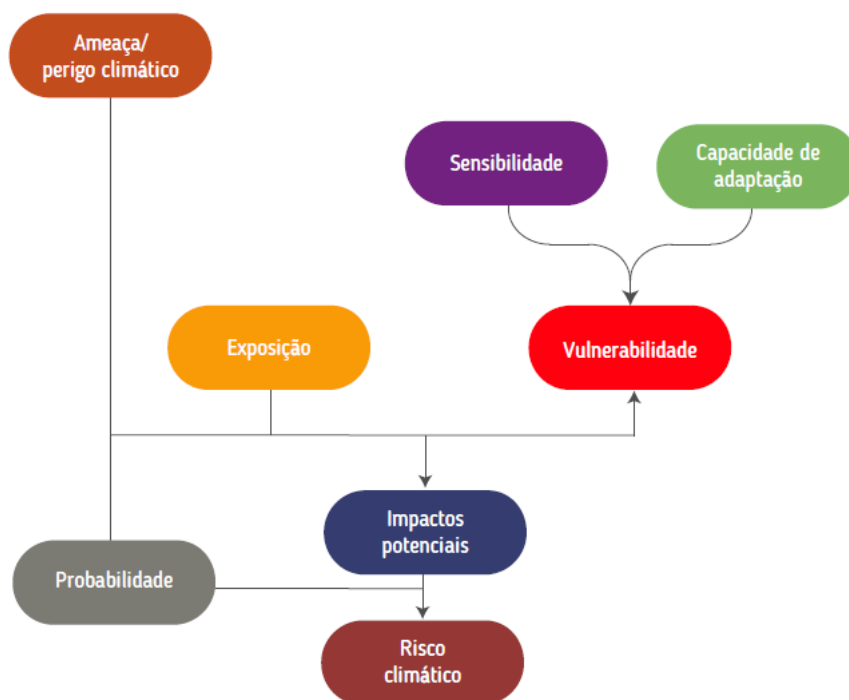 Ameaça/
perigo climático
Sensibilidade
Capacidade de
adaptação
Exposição
Vulnerabilidade
Impactos
potenciais
Probabilidade
Risco
climático